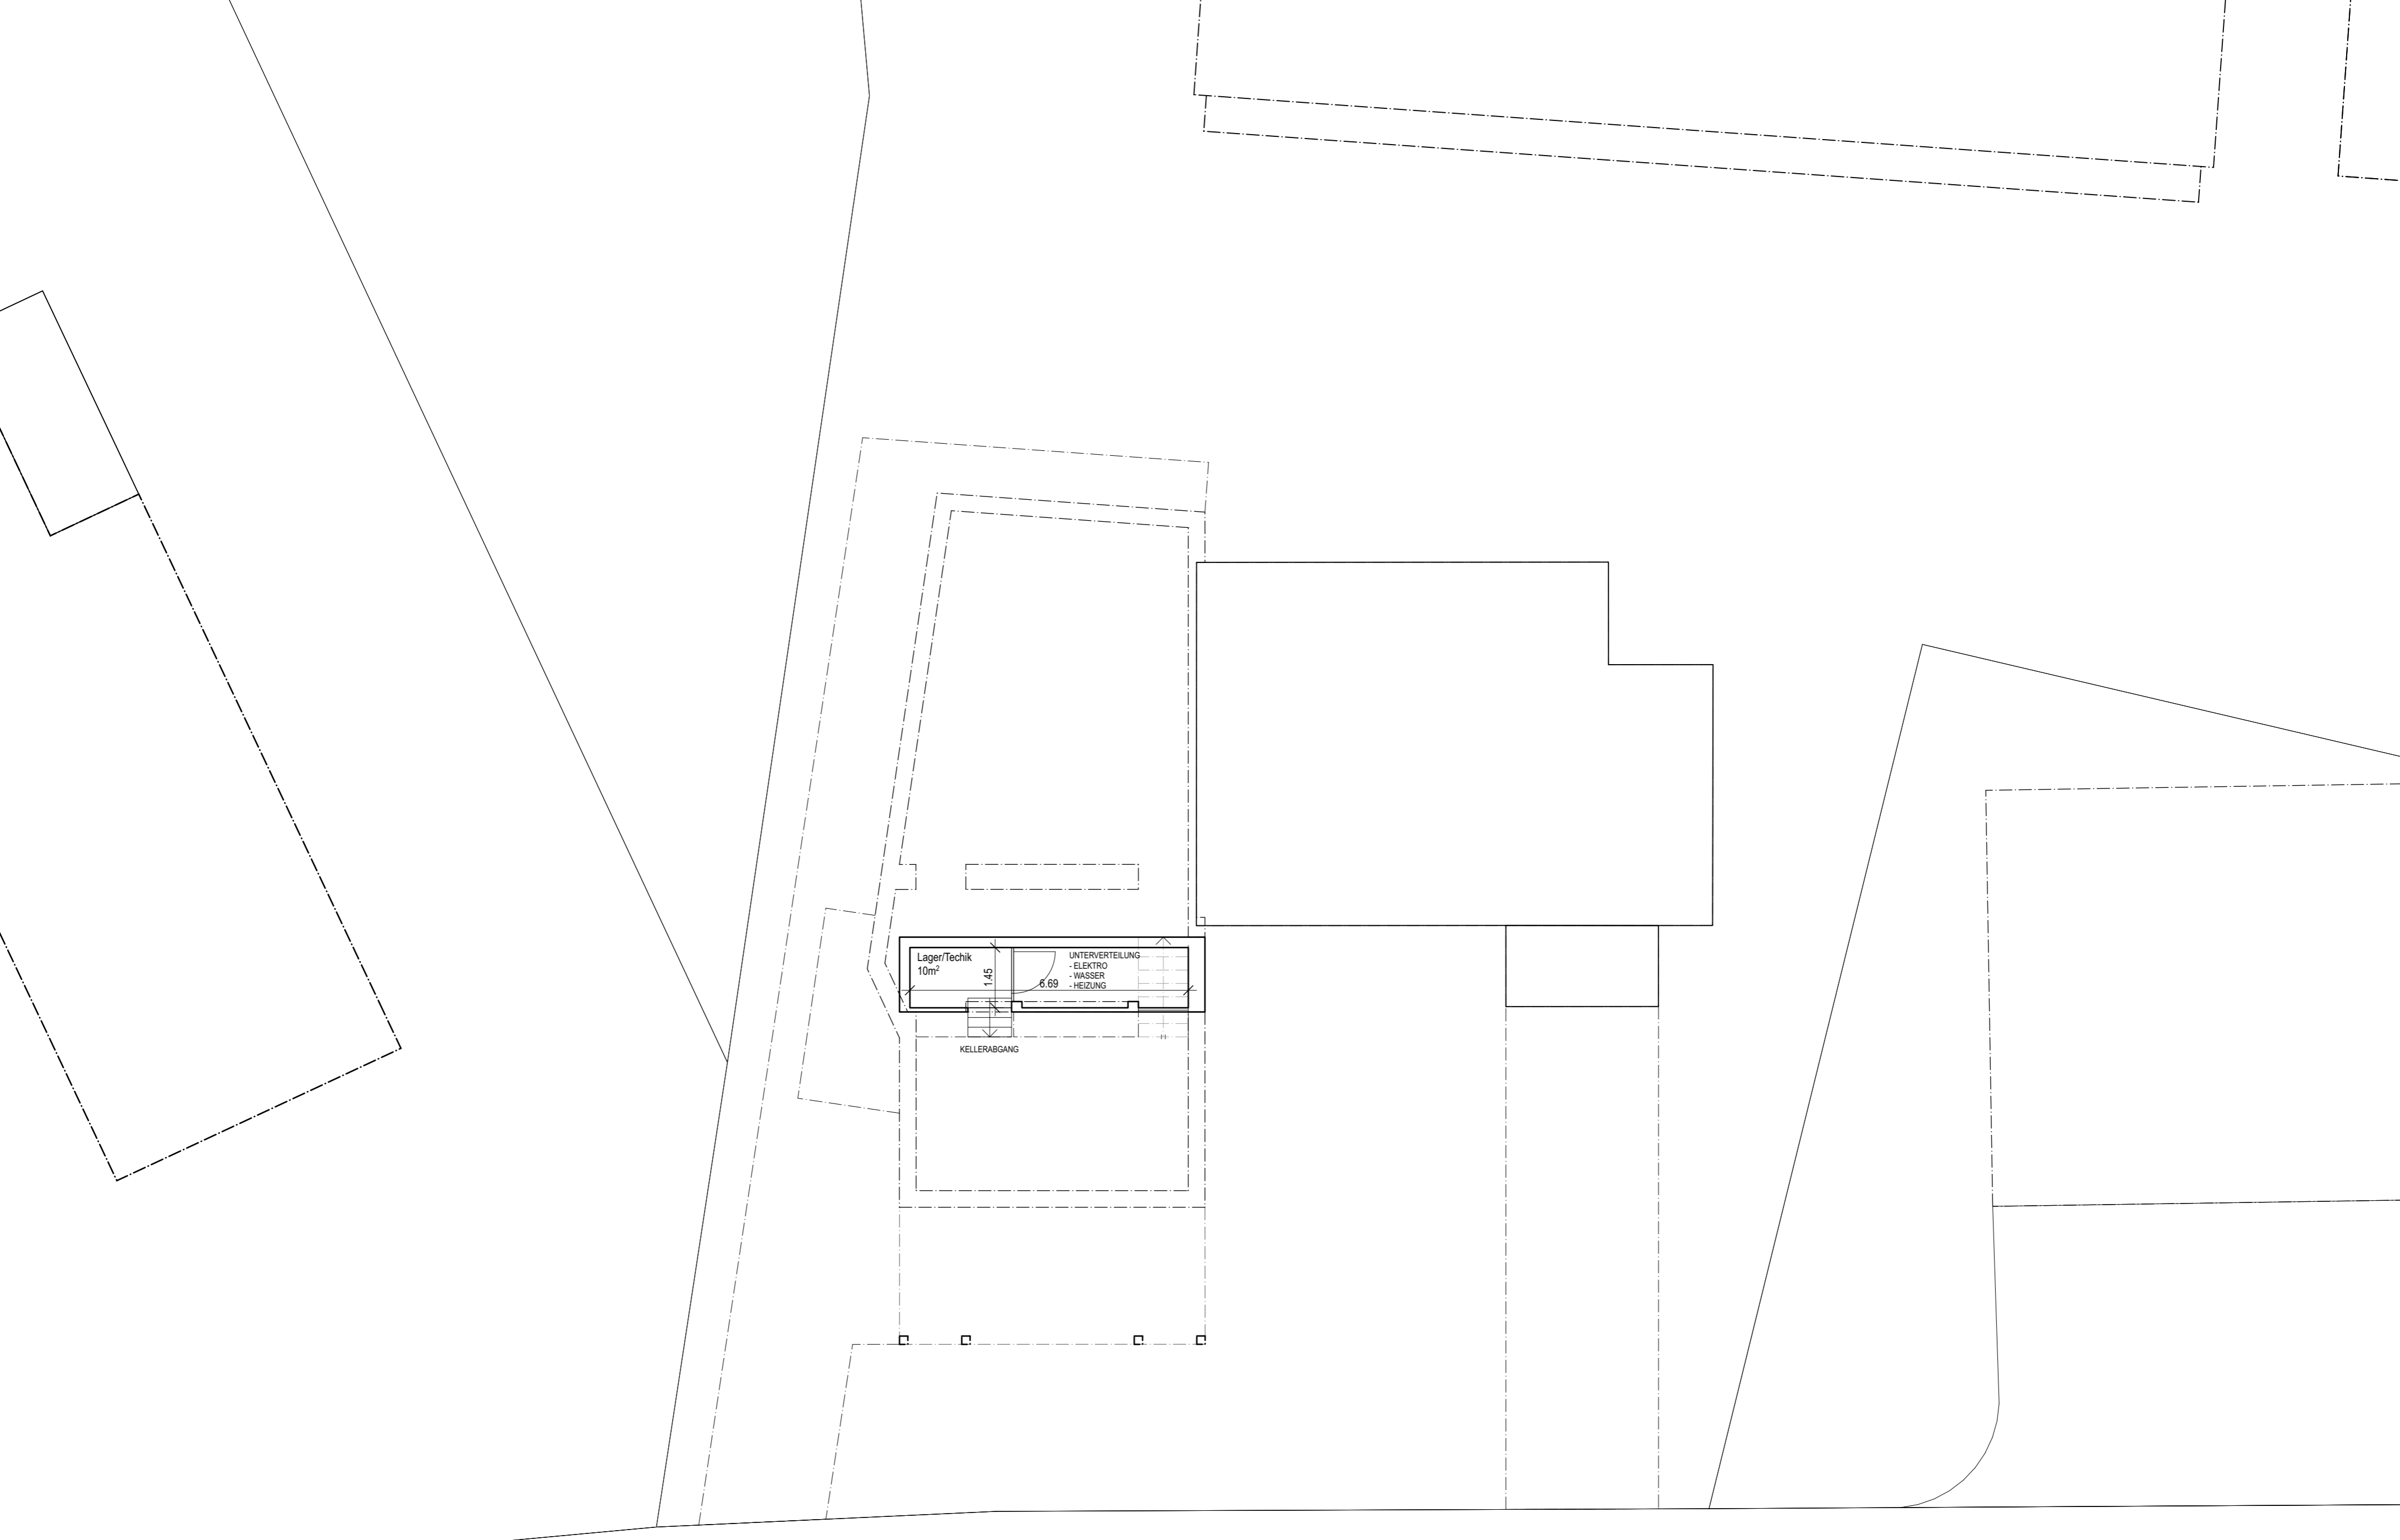 Lager/Techik
10m²
1.45
6.69
UNTERVERTEILUNG
- ELEKTRO
- WASSER
- HEIZUNG
KELLERABGANG